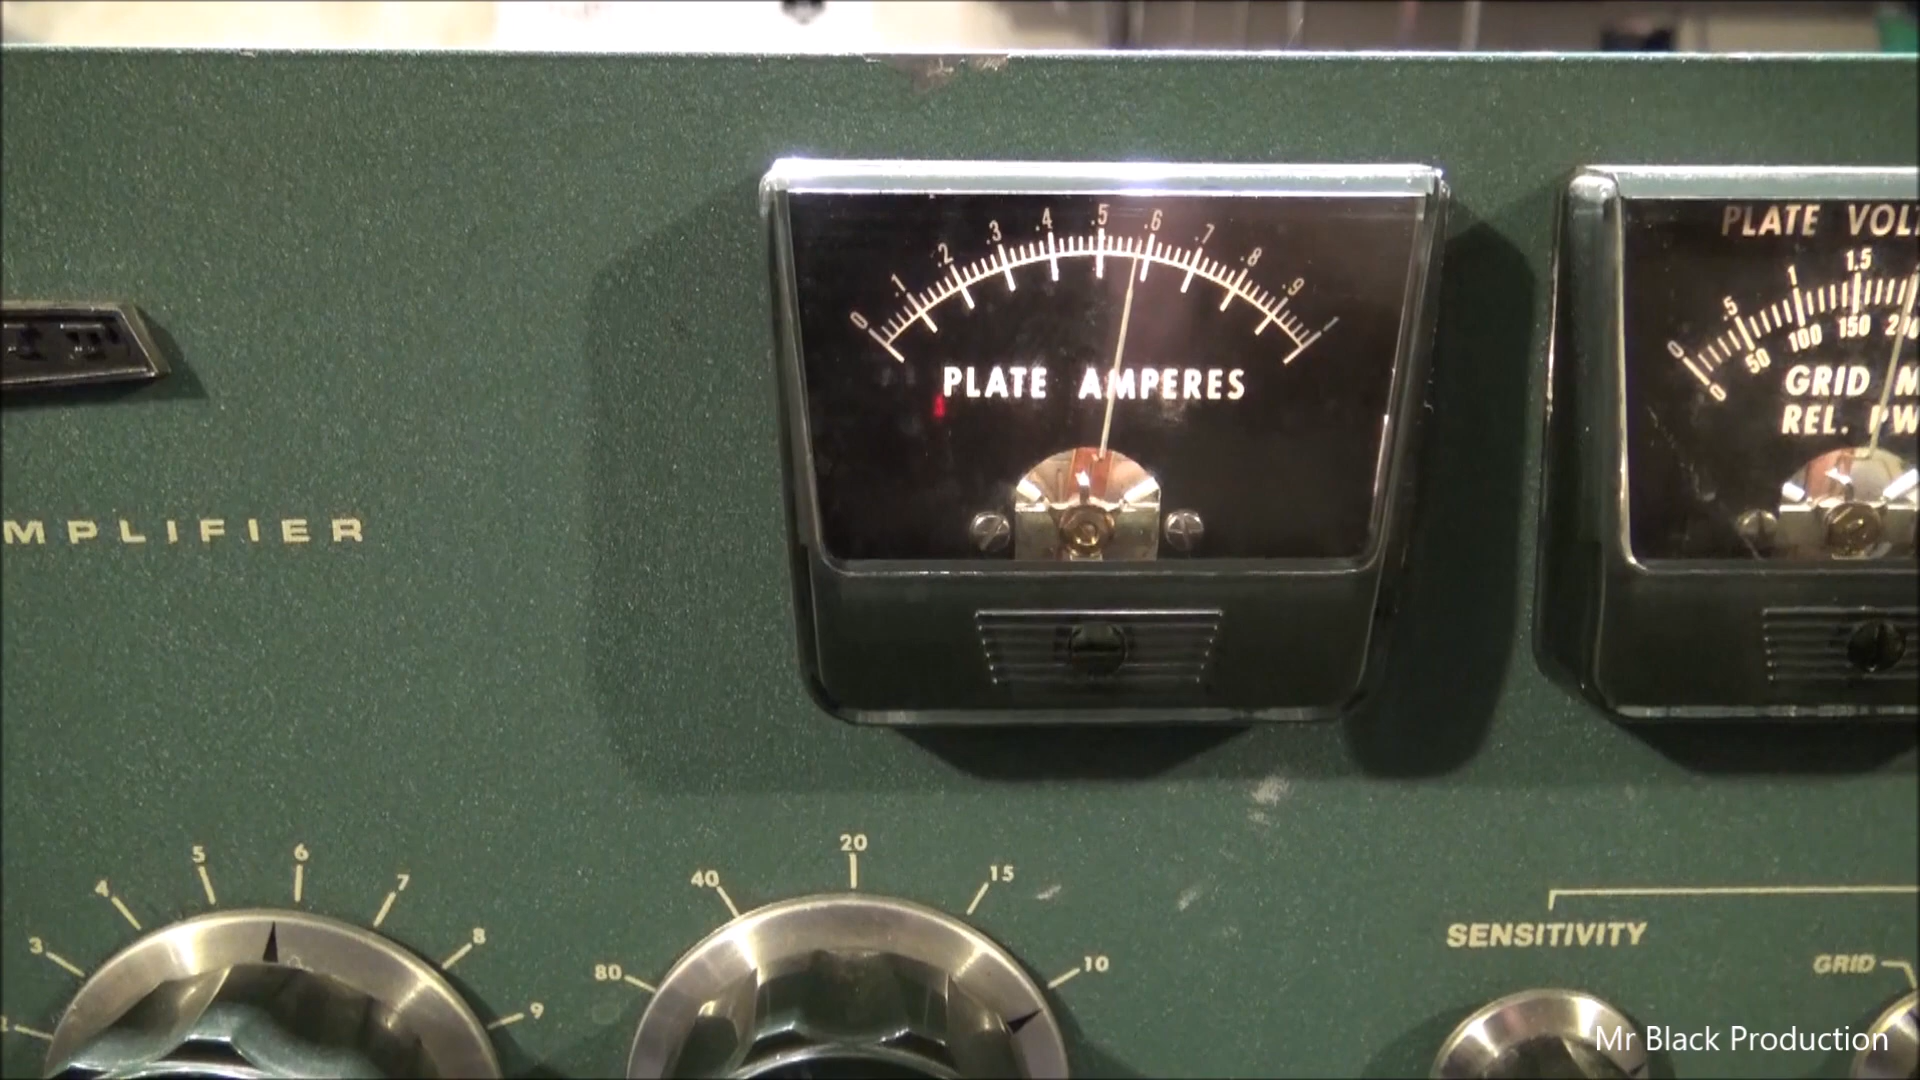 0 .1 .2 .3 .4 .5 .6 .7 .8 .9 1
PLATE AMPERES
PLATE VOL
0 .5 1 1.5
0 50 100 150
GRID M
REL. PW
MPLIFIER
3 4 5 6 7 8 9
80 40 20 15 10
SENSITIVITY
GRID
Mr Black Production